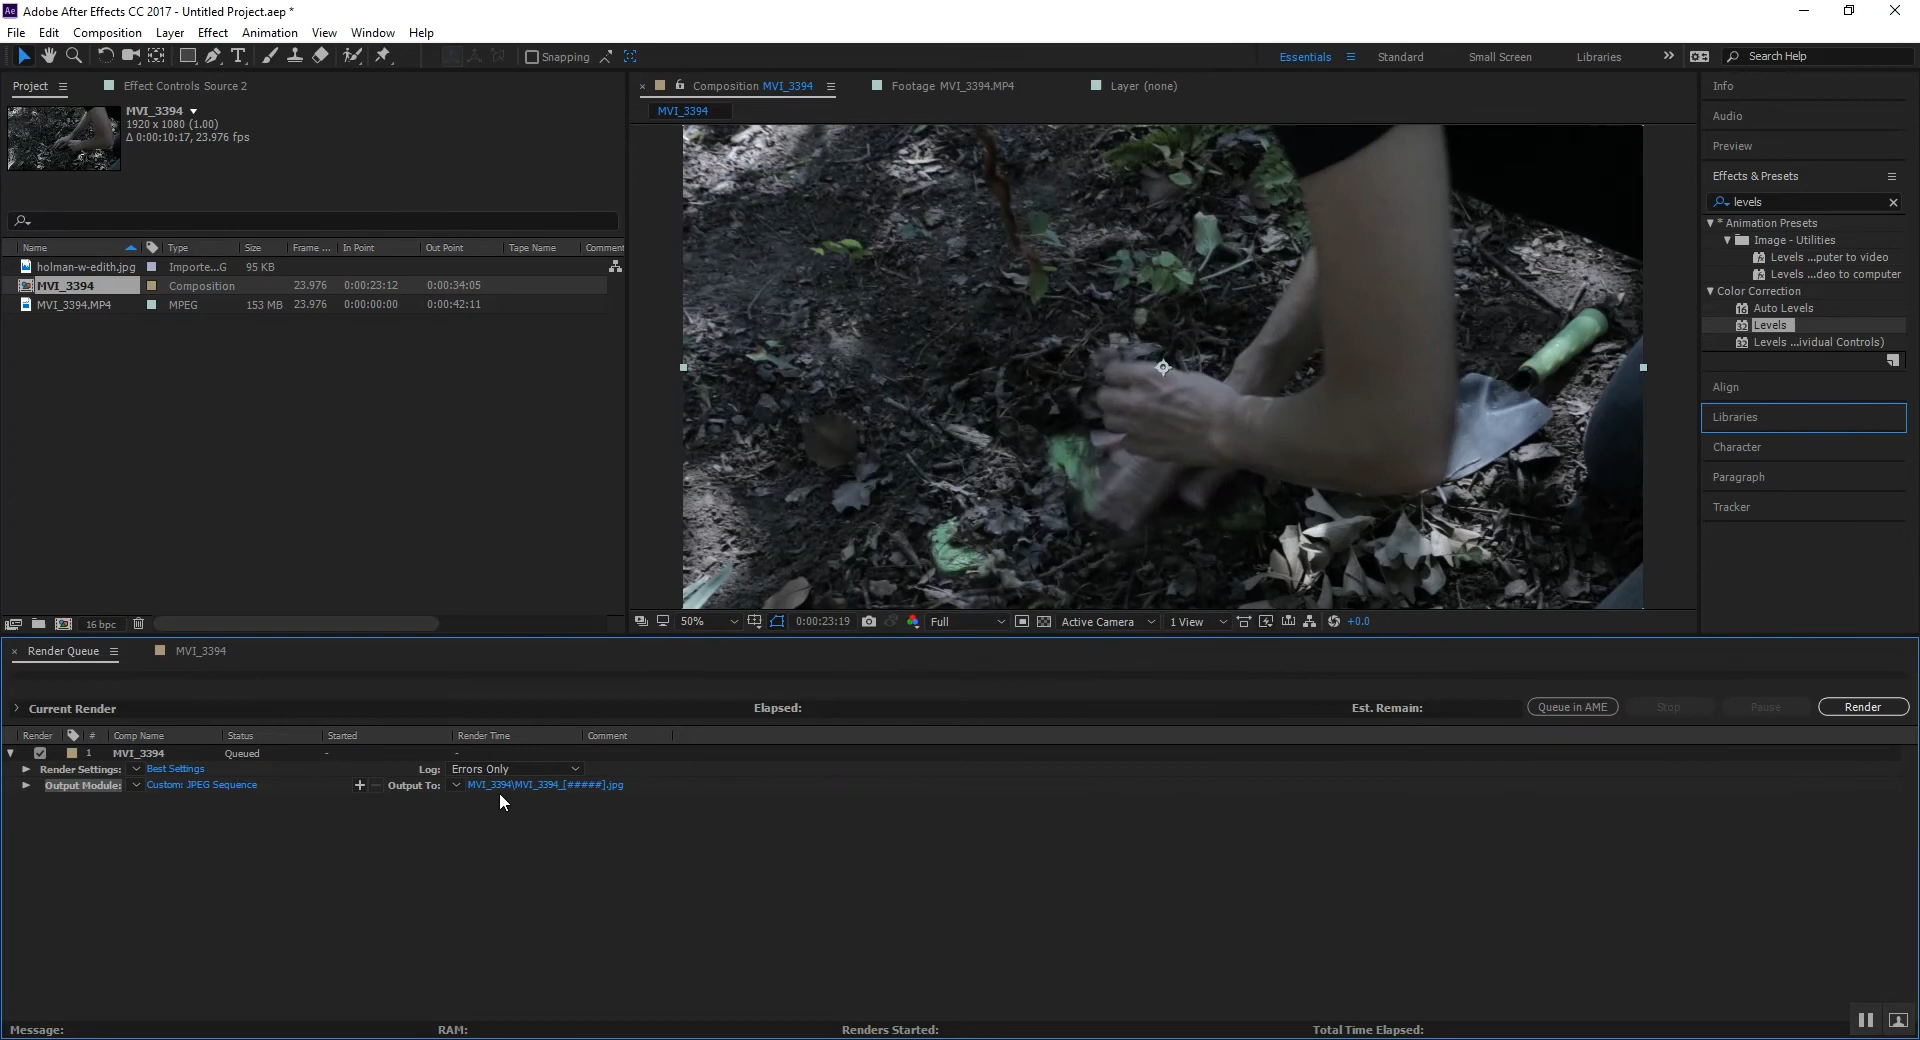 Ae Adobe After Effects CC 2017 - Untitled Project.aep *
File Edit Composition Layer Effect Animation View Window Help
Snapping Essentials Standard Small Screen Libraries Search Help
Project Effect Controls Source 2
MVI_3394
1920 x 1080 (1.00)
Δ 0:00:10:17, 23.976 fps
Name Type Size Frame ... In Point Out Point Tape Name Comment
holman-w-edith.jpg Importe...G 95 KB
MVI_3394 Composition 23.976 0:00:23:12 0:00:34:05
MVI_3394.MP4 MPEG 153 MB 23.976 0:00:00:00 0:00:42:11
16 bpc
Composition MVI_3394 Footage MVI_3394.MP4 Layer (none)
MVI_3394
50% 0:00:23:19 Full Active Camera 1 View +0.0
Info
Audio
Preview
Effects & Presets
levels
* Animation Presets
Image - Utilities
Levels ...puter to video
Levels ...deo to computer
Color Correction
Auto Levels
Levels
Levels ...ividual Controls)
Align
Libraries
Character
Paragraph
Tracker
Render Queue MVI_3394
Current Render Elapsed: Est. Remain: Queue in AME Stop Pause Render
Render # Comp Name Status Started Render Time Comment
1 MVI_3394 Queued - -
Render Settings: Best Settings Log: Errors Only
Output Module: Custom: JPEG Sequence Output To: MVI_3394\MVI_3394_[#####].jpg
Message: RAM: Renders Started: Total Time Elapsed: